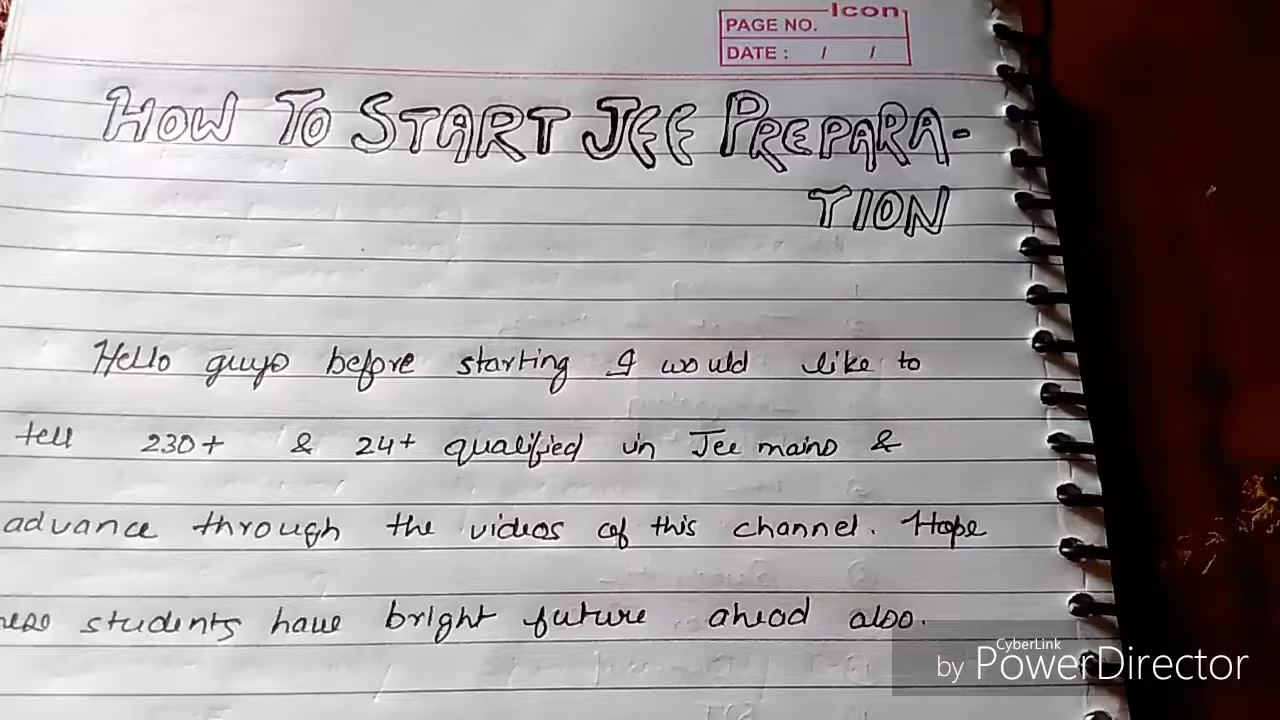 Icon
PAGE NO.
DATE : / /
HOW TO START JEE PREPARA-
TION
Hello guys before starting I would like to
tell 230+ & 24+ qualified in Jee mains &
advance through the videos of this channel. Hope
students have bright future ahead also.
CyberLink
by PowerDirector